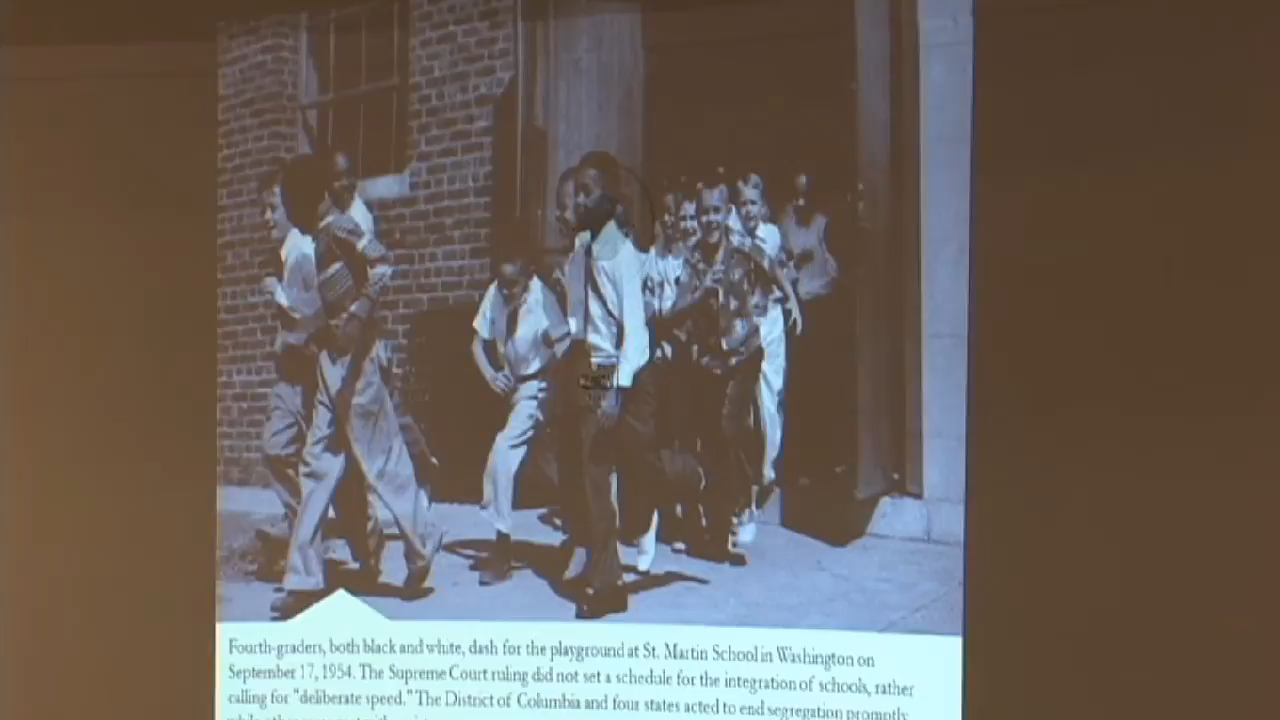 Fourth-graders, both black and white, dash for the playground at St. Martin School in Washington on
September 17, 1954. The Supreme Court ruling did not set a schedule for the integration of schools, rather
calling for "deliberate speed." The District of Columbia and four states acted to end segregation promptly